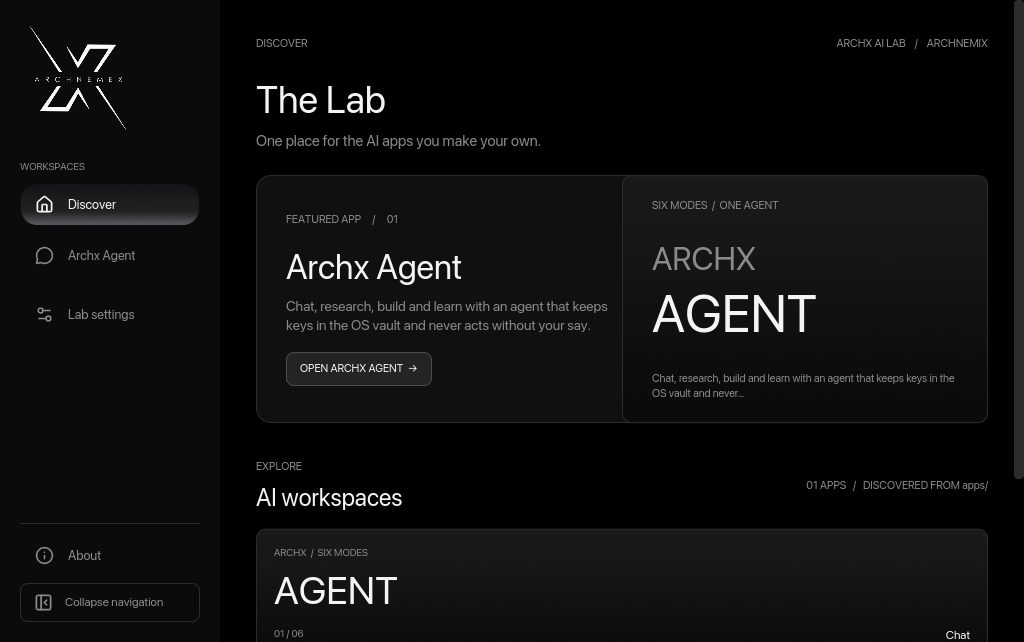 ARCHNEMEX
WORKSPACES
Discover
Archx Agent
Lab settings
About
Collapse navigation
DISCOVER
ARCHX AI LAB / ARCHNEMIX
The Lab
One place for the AI apps you make your own.
FEATURED APP / 01
Archx Agent
Chat, research, build and learn with an agent that keeps
keys in the OS vault and never acts without your say.
OPEN ARCHX AGENT →
SIX MODES / ONE AGENT
ARCHX
AGENT
Chat, research, build and learn with an agent that keeps keys in the
OS vault and never...
EXPLORE
AI workspaces
01 APPS / DISCOVERED FROM apps/
ARCHX / SIX MODES
AGENT
01 / 06
Chat